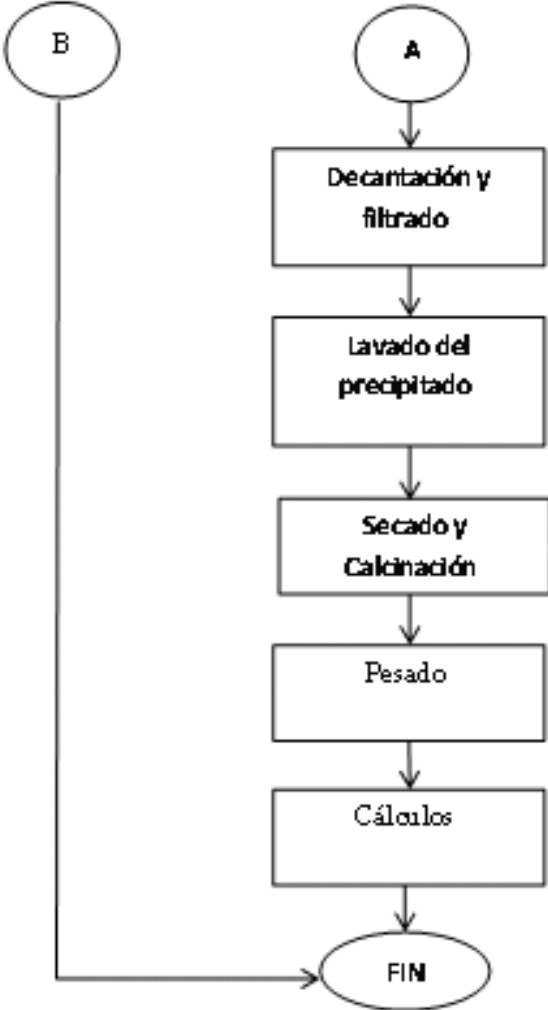 B
A
Decantación y
filtrado
Lavado del
precipitado
Secado y
Calcinación
Pesado
Cálculos
FIN